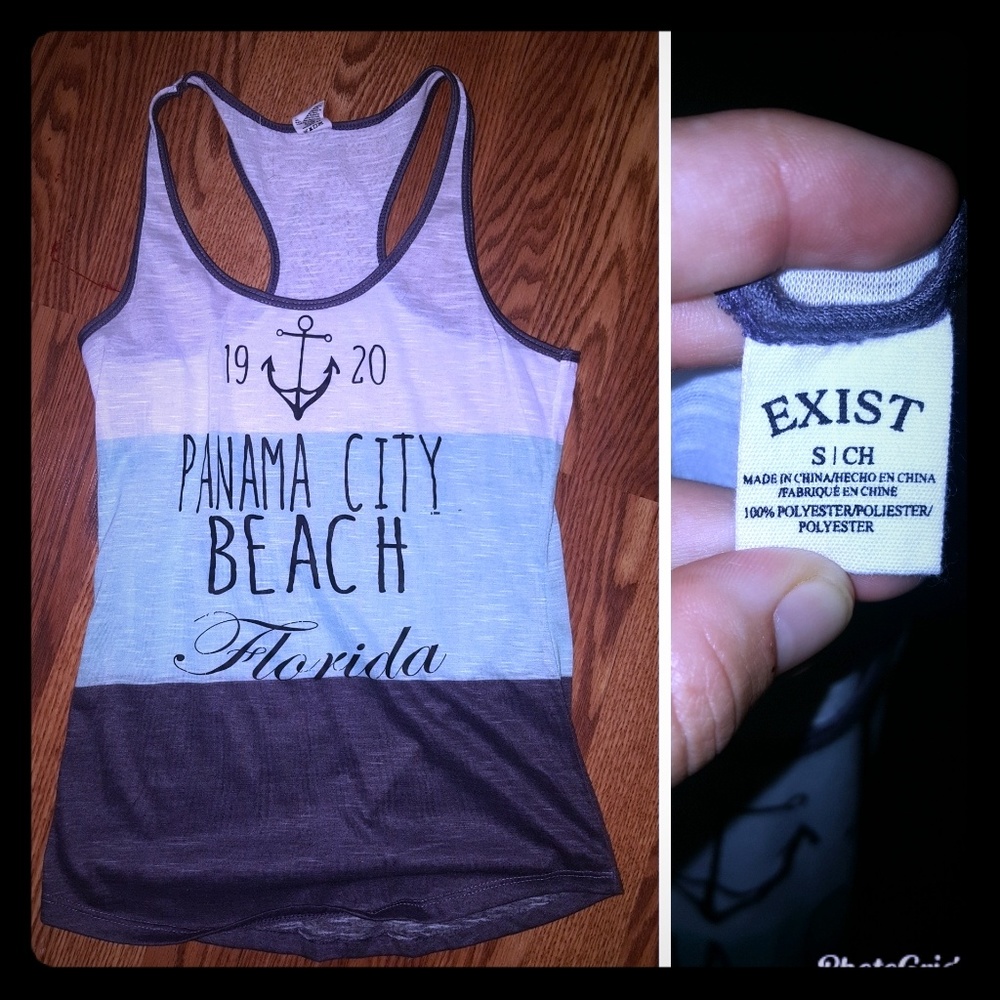 19 20
PANAMA CITY
BEACH
Florida
EXIST
S | CH
MADE IN CHINA/HECHO EN CHINA
/FABRIQUÉ EN CHINE
100% POLYESTER/POLIESTER/
POLYESTER
PhotoGrid